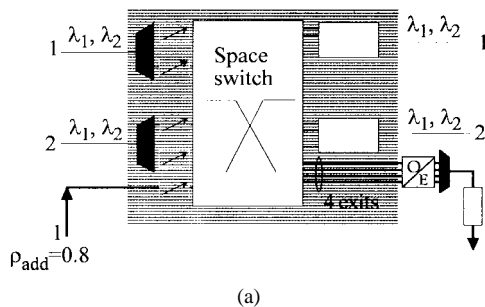 λ₁, λ₂
1
λ₁, λ₂
2
Space
switch
λ₁, λ₂
1
λ₁, λ₂
2
O
E
4 exits
1
ρadd=0.8
(a)